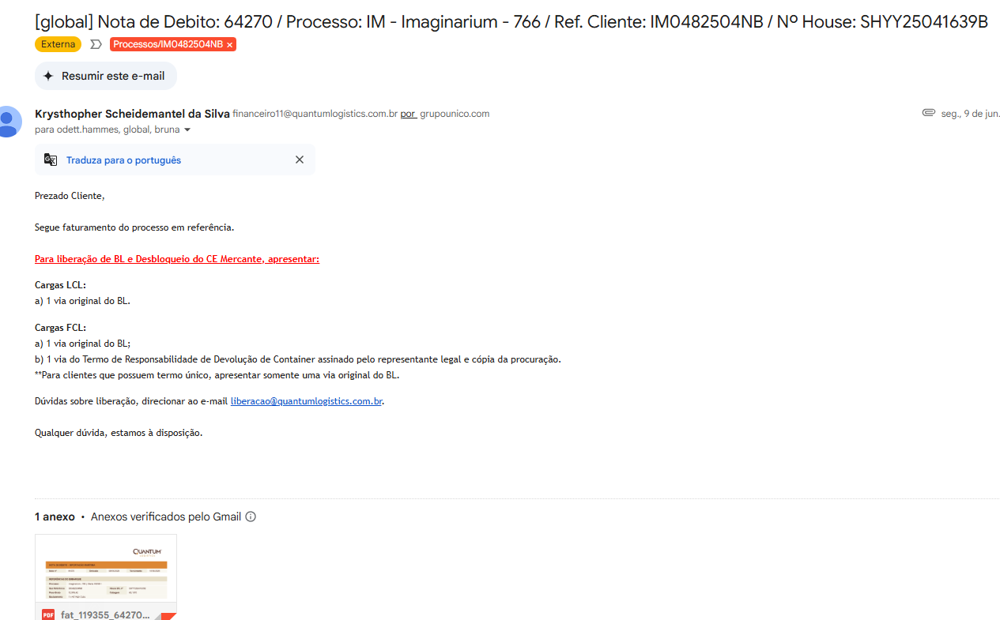 [global] Nota de Debito: 64270 / Processo: IM - Imaginarium - 766 / Ref. Cliente: IM0482504NB / Nº House: SHYY25041639B
Externa Processos/IM0482504NB ×
Resumir este e-mail
Krysthopher Scheidemantel da Silva financeiro11@quantumlogistics.com.br por grupounico.com seg., 9 de jun.
para odett.hammes, global, bruna
Traduza para o português
Prezado Cliente,
Segue faturamento do processo em referência.
Para liberação de BL e Desbloqueio do CE Mercante, apresentar:
Cargas LCL:
a) 1 via original do BL.
Cargas FCL:
a) 1 via original do BL;
b) 1 via do Termo de Responsabilidade de Devolução de Container assinado pelo representante legal e cópia da procuração.
**Para clientes que possuem termo único, apresentar somente uma via original do BL.
Dúvidas sobre liberação, direcionar ao e-mail liberacao@quantumlogistics.com.br.
Qualquer dúvida, estamos à disposição.
1 anexo • Anexos verificados pelo Gmail
QUANTUM
PDF fat_119355_64270...